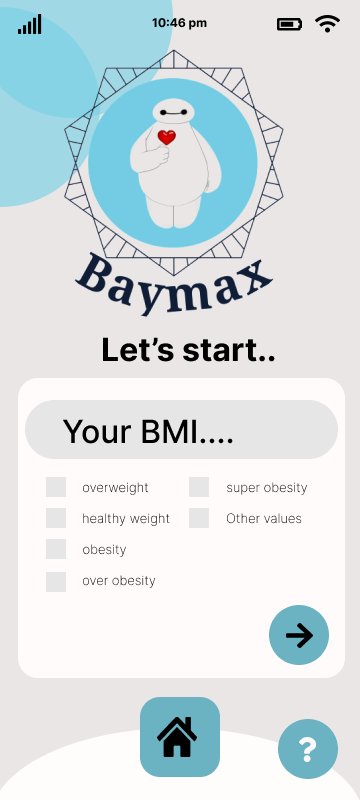 10:46 pm
Baymax
Let's start..
Your BMI....
overweight
super obesity
healthy weight
Other values
obesity
over obesity
?